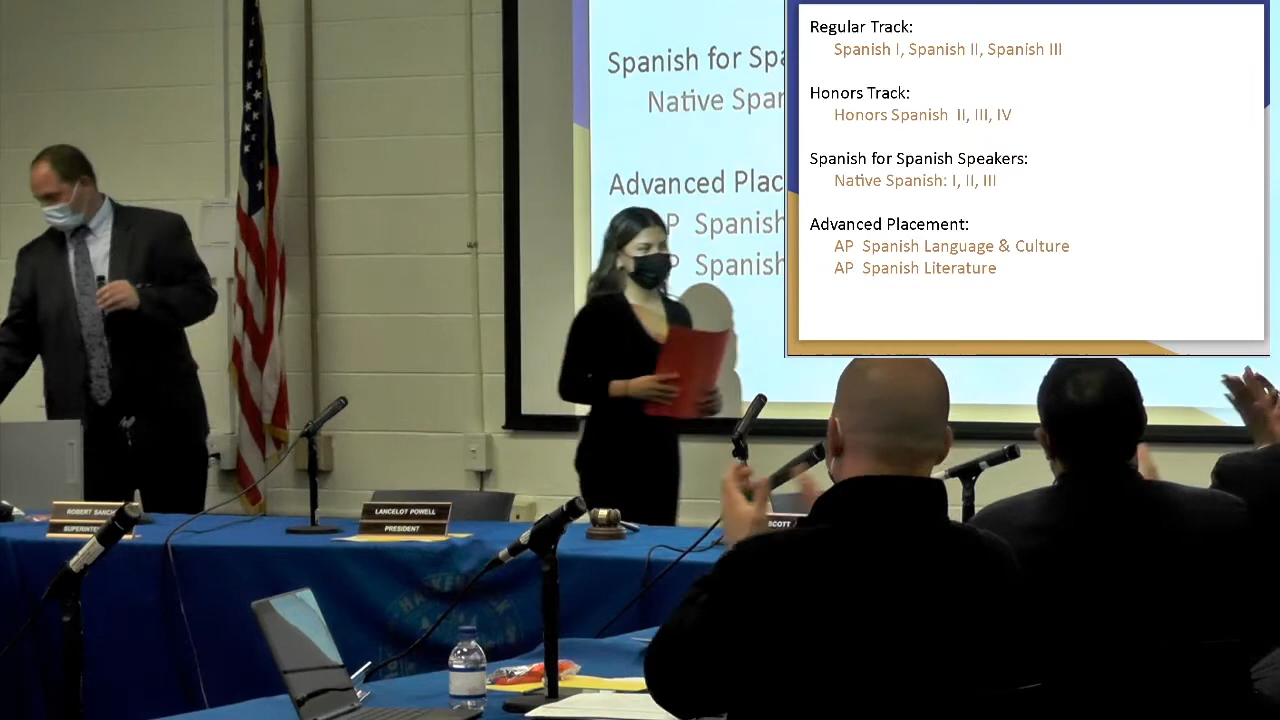 Spanish for Spa
Native Spa
Advanced Plac
P Spanish
P Spanish
Regular Track:
Spanish I, Spanish II, Spanish III
Honors Track:
Honors Spanish II, III, IV
Spanish for Spanish Speakers:
Native Spanish: I, II, III
Advanced Placement:
AP Spanish Language & Culture
AP Spanish Literature
ROBERT SANCH
SUPERINTE
LANCELOT POWELL
PRESIDENT
SCOTT